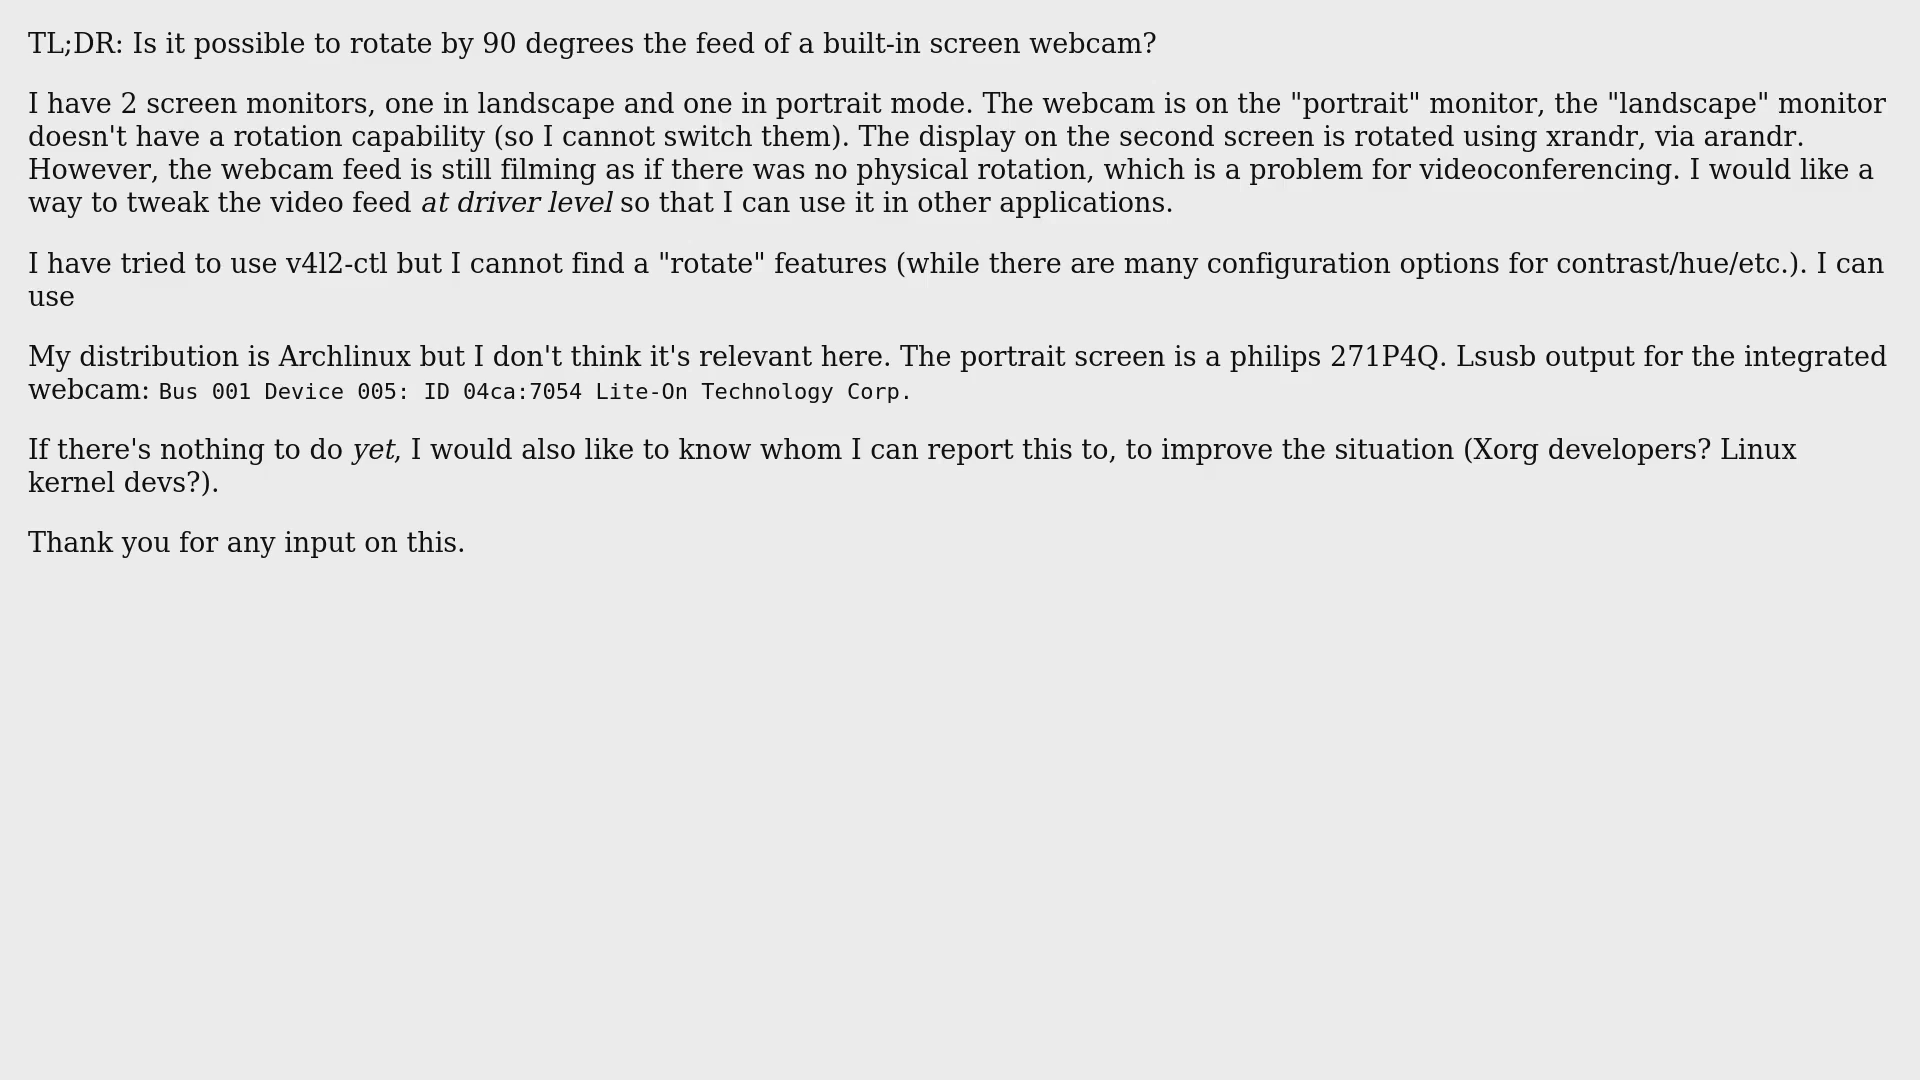 TL;DR: Is it possible to rotate by 90 degrees the feed of a built-in screen webcam?
I have 2 screen monitors, one in landscape and one in portrait mode. The webcam is on the "portrait" monitor, the "landscape" monitor
doesn't have a rotation capability (so I cannot switch them). The display on the second screen is rotated using xrandr, via arandr.
However, the webcam feed is still filming as if there was no physical rotation, which is a problem for videoconferencing. I would like a
way to tweak the video feed at driver level so that I can use it in other applications.
I have tried to use v4l2-ctl but I cannot find a "rotate" features (while there are many configuration options for contrast/hue/etc.). I can
use
My distribution is Archlinux but I don't think it's relevant here. The portrait screen is a philips 271P4Q. Lsusb output for the integrated
webcam: Bus 001 Device 005: ID 04ca:7054 Lite-On Technology Corp.
If there's nothing to do yet, I would also like to know whom I can report this to, to improve the situation (Xorg developers? Linux
kernel devs?).
Thank you for any input on this.